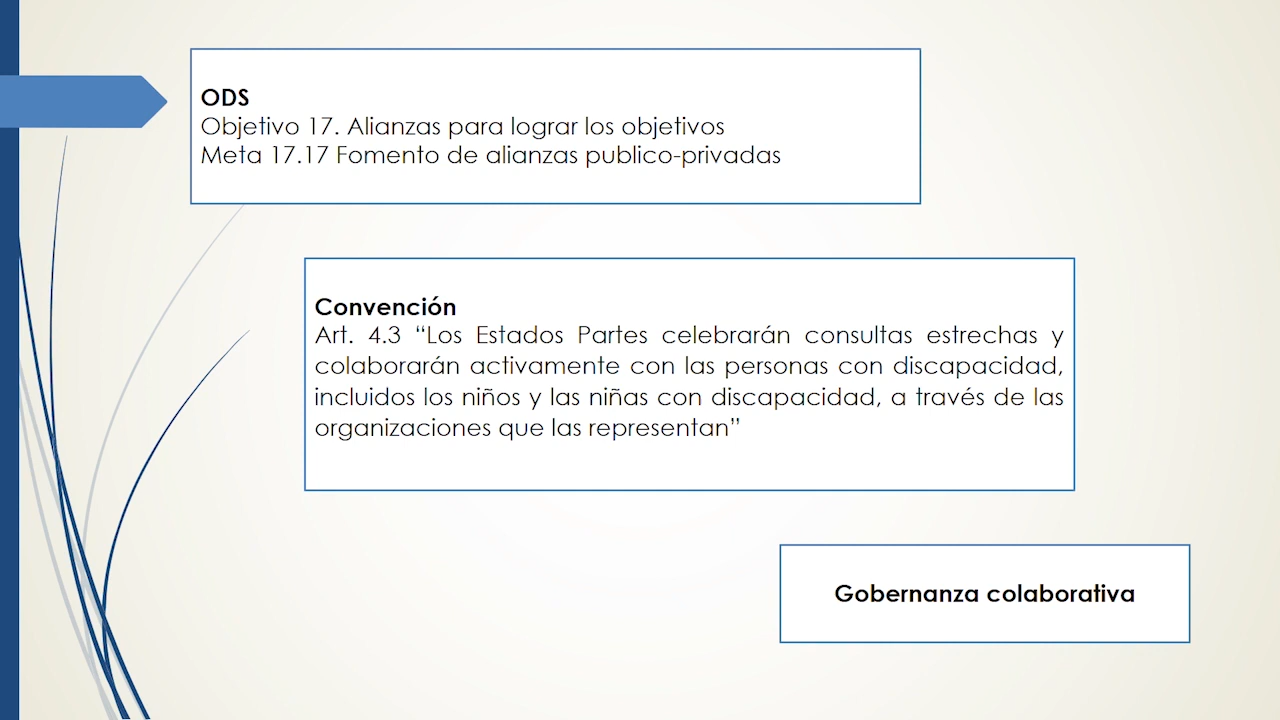 ODS
Objetivo 17. Alianzas para lograr los objetivos
Meta 17.17 Fomento de alianzas publico-privadas
Convención
Art. 4.3 “Los Estados Partes celebrarán consultas estrechas y
colaborarán activamente con las personas con discapacidad,
incluidos los niños y las niñas con discapacidad, a través de las
organizaciones que las representan”
Gobernanza colaborativa